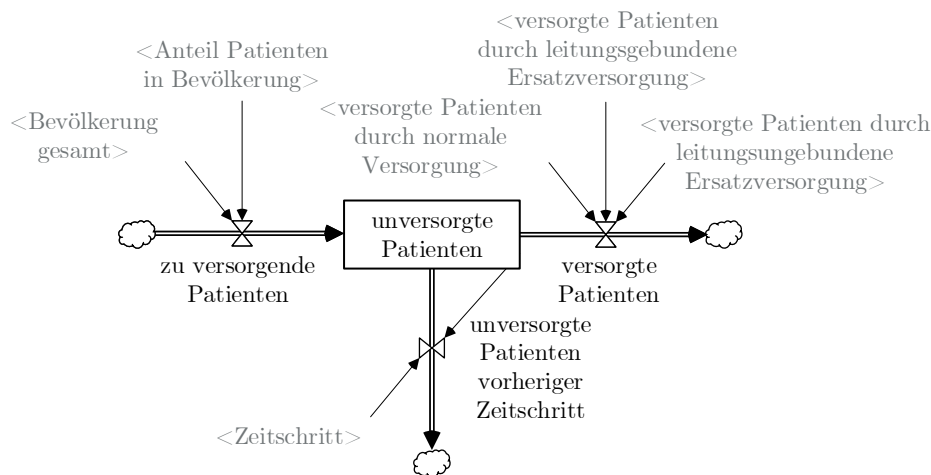 <Anteil Patienten
in Bevölkerung>
<Bevölkerung
gesamt>
<versorgte Patienten
durch normale
Versorgung>
<versorgte Patienten
durch leitungsgebundene
Ersatzversorgung>
<versorgte Patienten durch
leitungsungebundene
Ersatzversorgung>
zu versorgende
Patienten
unversorgte
Patienten
versorgte
Patienten
unversorgte
Patienten
vorheriger
Zeitschritt
<Zeitschritt>